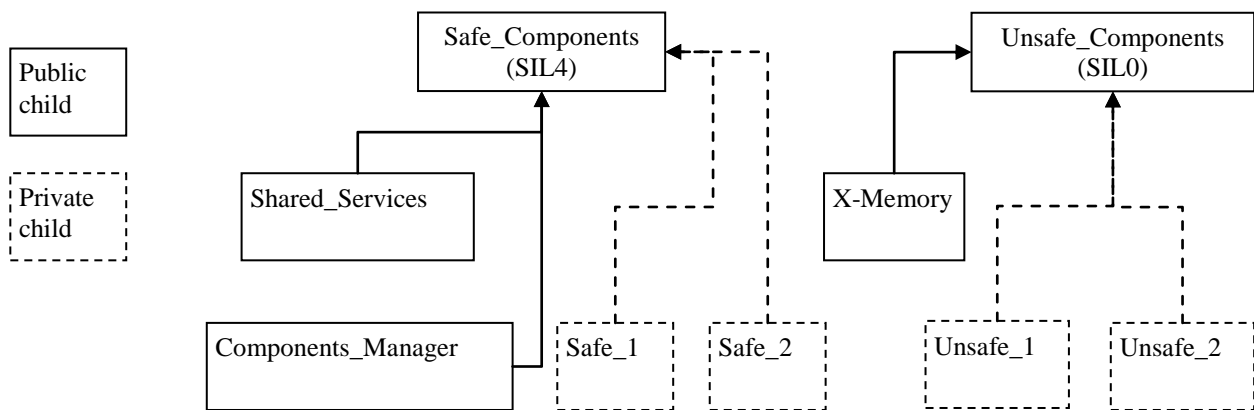 Public
child
Private
child
Safe_Components
(SIL4)
Unsafe_Components
(SIL0)
Shared_Services
X-Memory
Components_Manager
Safe_1
Safe_2
Unsafe_1
Unsafe_2